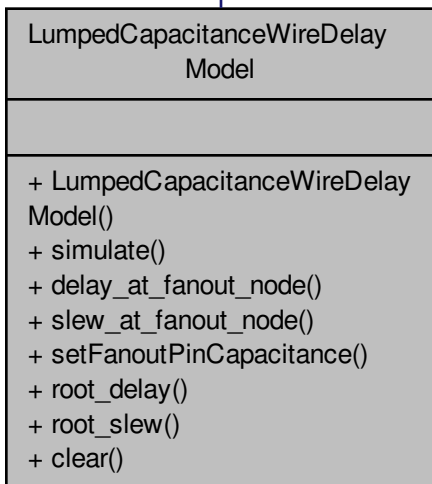 LumpedCapacitanceWireDelay
Model
+ LumpedCapacitanceWireDelay
Model()
+ simulate()
+ delay_at_fanout_node()
+ slew_at_fanout_node()
+ setFanoutPinCapacitance()
+ root_delay()
+ root_slew()
+ clear()